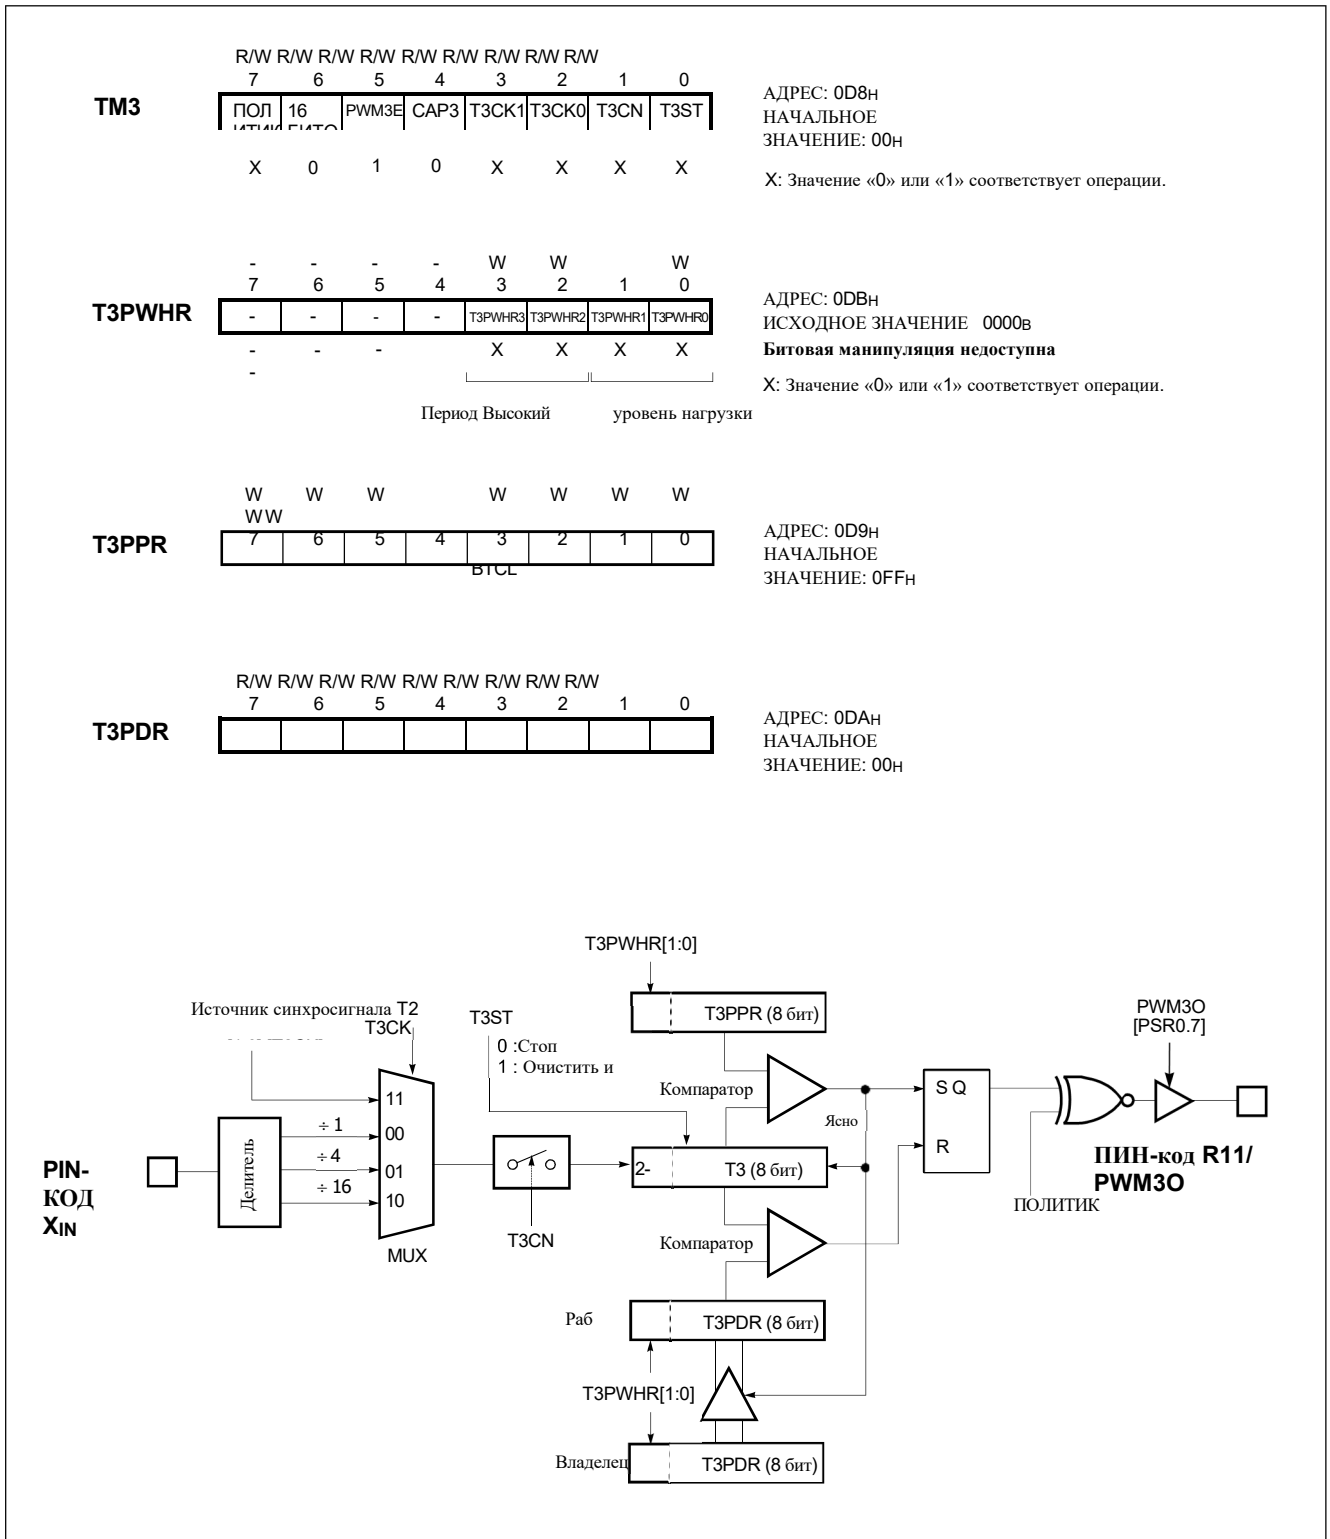 R/W R/W R/W R/W R/W R/W R/W R/W R/W
7 6 5 4 3 2 1 0
TM3
ПОЛ 16 PWM3E CAP3 T3CK1 T3CK0 T3CN T3ST
X 0 1 0 X X X X
АДРЕС: 0D8H
НАЧАЛЬНОЕ
ЗНАЧЕНИЕ: 00H
X: Значение «0» или «1» соответствует операции.
- - - - W W W
7 6 5 4 3 2 1 0
T3PWHR
- - - - T3PWHR3 T3PWHR2 T3PWHR1 T3PWHR0
- - - X X X X
-
Период Высокий уровень нагрузки
АДРЕС: 0DBH
ИСХОДНОЕ ЗНАЧЕНИЕ 0000B
Битовая манипуляция недоступна
X: Значение «0» или «1» соответствует операции.
W W W W W W W
W W
T3PPR
7 6 5 4 3 2 1 0
BTCL
АДРЕС: 0D9H
НАЧАЛЬНОЕ
ЗНАЧЕНИЕ: 0FFH
R/W R/W R/W R/W R/W R/W R/W R/W R/W
7 6 5 4 3 2 1 0
T3PDR
АДРЕС: 0DAH
НАЧАЛЬНОЕ
ЗНАЧЕНИЕ: 00H
T3PWHR[1:0]
Источник синхросигнала T2
T3CK
T3ST
0 :Стоп
1 : Очистить и
T3PPR (8 бит)
PWM3O
[PSR0.7]
Компаратор
Ясно
S Q
R
11
00
01
10
÷ 1
÷ 4
÷ 16
Делитель
PIN-
КОД
XIN
MUX
T3CN
2-
T3 (8 бит)
ПИН-код R11/
PWM3O
ПОЛИТИК
Компаратор
Раб
T3PDR (8 бит)
T3PWHR[1:0]
Владелец
T3PDR (8 бит)